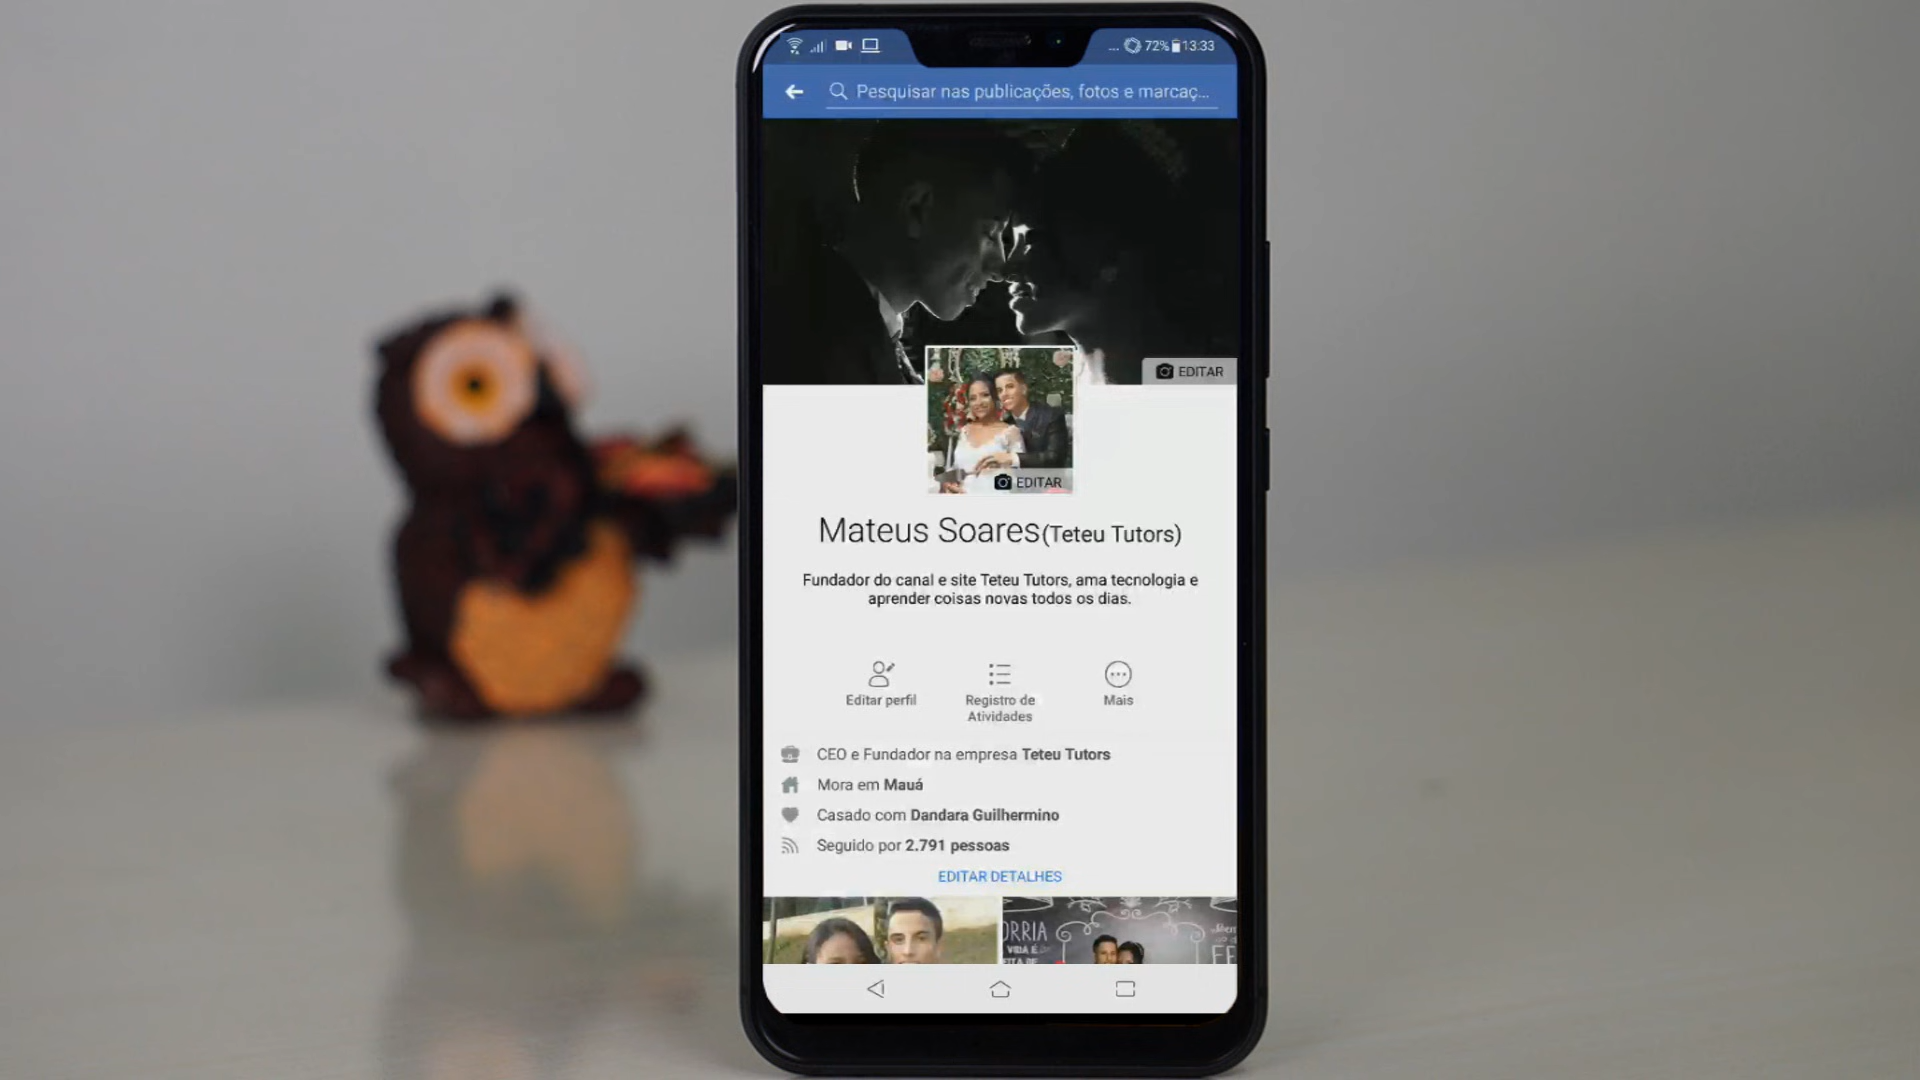 ... 72% 13:33
Pesquisar nas publicações, fotos e marcaç...
EDITAR
EDITAR
Mateus Soares(Teteu Tutors)
Fundador do canal e site Teteu Tutors, ama tecnologia e
aprender coisas novas todos os dias.
Editar perfil
Registro de
Atividades
Mais
CEO e Fundador na empresa Teteu Tutors
Mora em Mauá
Casado com Dandara Guilhermino
Seguido por 2.791 pessoas
EDITAR DETALHES
ORRIA
VIDA É